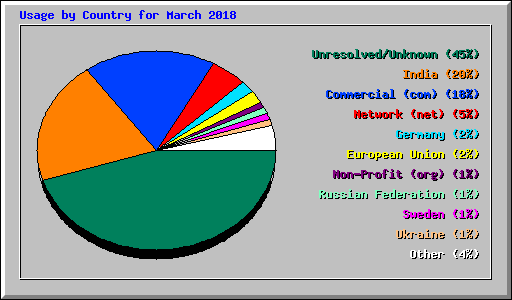 Usage by Country for March 2018
Unresolved/Unknown (45%)
India (20%)
Commercial (com) (18%)
Network (net) (5%)
Germany (2%)
European Union (2%)
Non-Profit (org) (1%)
Russian Federation (1%)
Sweden (1%)
Ukraine (1%)
Other (4%)